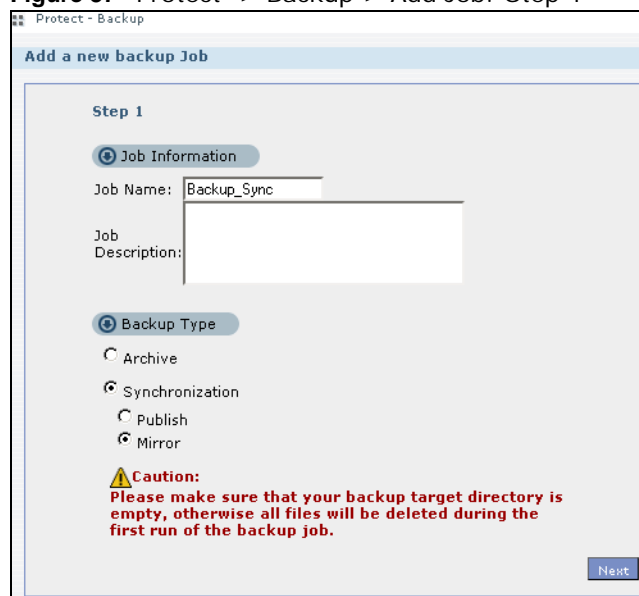 Protect - Backup
Add a new backup Job
Step 1
Job Information
Job Name: Backup_Sync
Job
Description:
Backup Type
Archive
Synchronization
Publish
Mirror
Caution:
Please make sure that your backup target directory is
empty, otherwise all files will be deleted during the
first run of the backup job.
Next